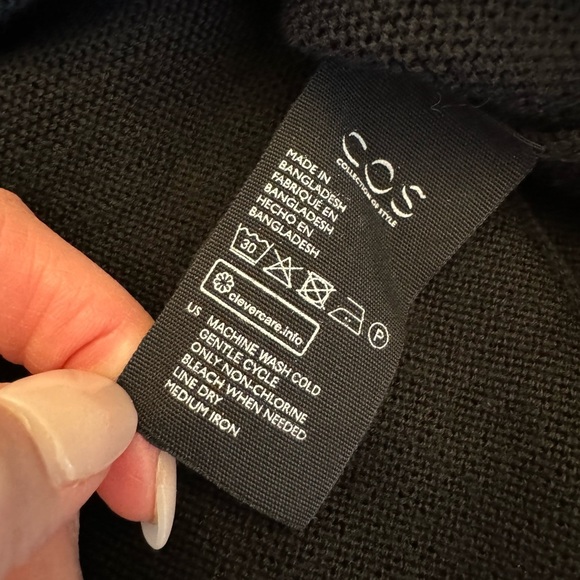 COS
COLLECTION OF STYLE
MADE IN
BANGLADESH
FABRIQUÉ EN
BANGLADESH
HECHO EN
BANGLADESH
30
P
clevercare.info
US MACHINE WASH COLD
GENTLE CYCLE
ONLY NON-CHLORINE
BLEACH WHEN NEEDED
LINE DRY
MEDIUM IRON